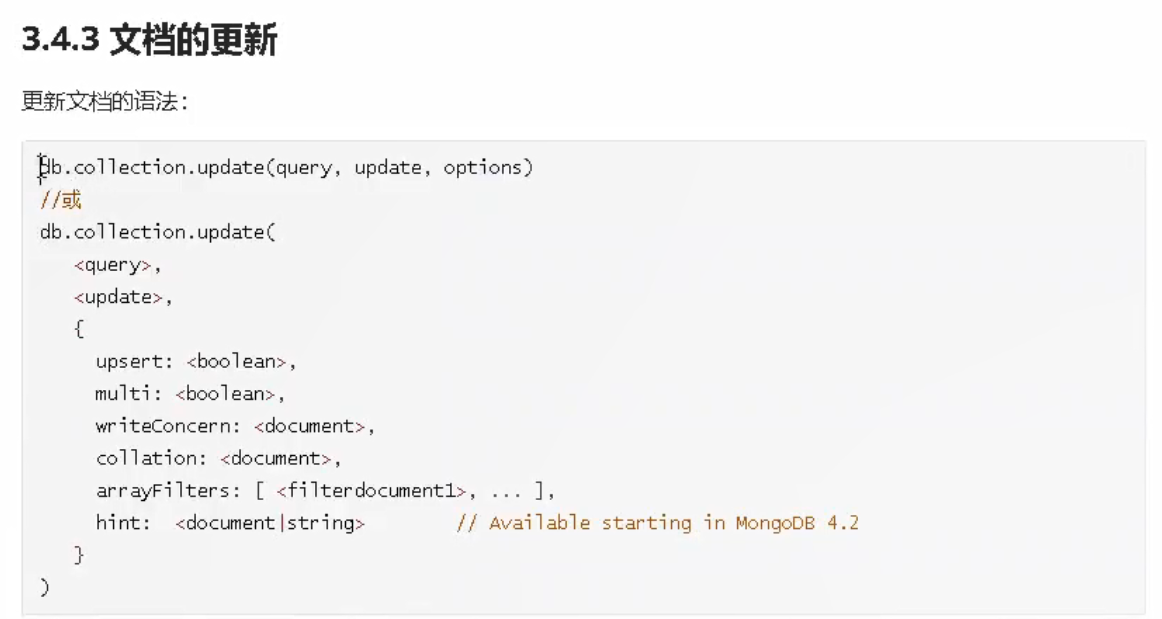 3.4.3 文档的更新
更新文档的语法：
db.collection.update(query, update, options)
//或
db.collection.update(
<query>,
<update>,
{
upsert: <boolean>,
multi: <boolean>,
writeConcern: <document>,
collation: <document>,
arrayFilters: [ <filterdocument1>, ... ],
hint: <document|string> // Available starting in MongoDB 4.2
}
)